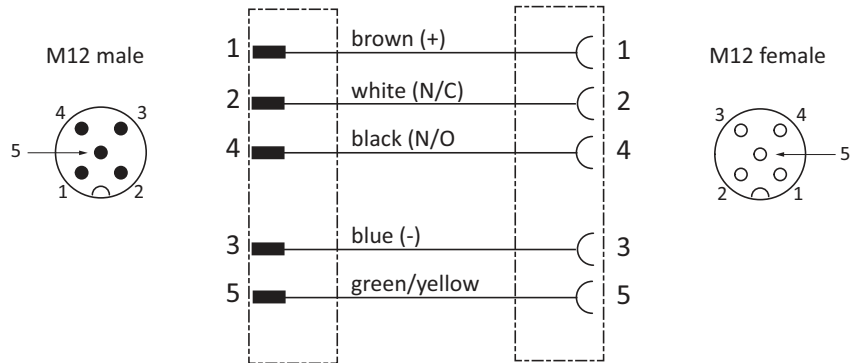 M12 male
4 3
5
1 2
1 brown (+) 1
2 white (N/C) 2
4 black (N/O 4
3 blue (-) 3
5 green/yellow 5
M12 female
3 4
5
2 1